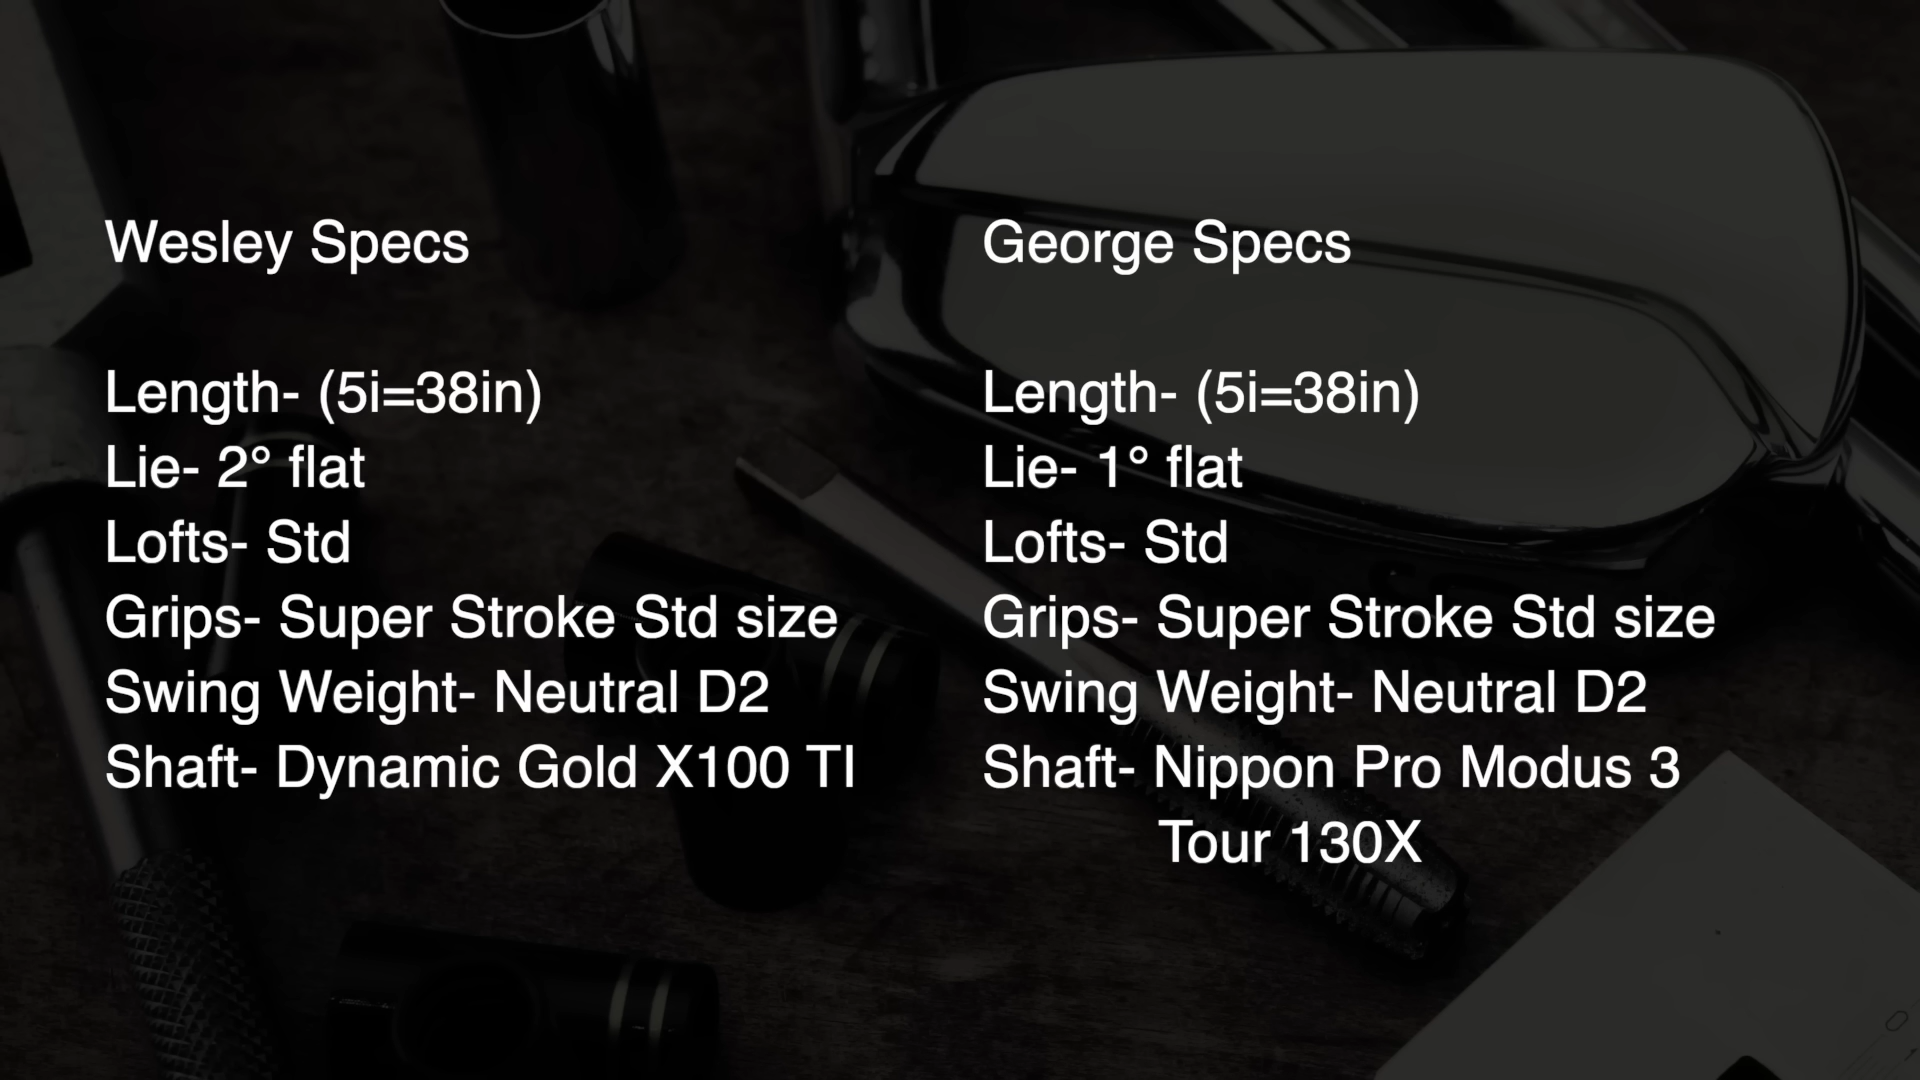 Wesley Specs
Length- (5i=38in)
Lie- 2° flat
Lofts- Std
Grips- Super Stroke Std size
Swing Weight- Neutral D2
Shaft- Dynamic Gold X100 TI
George Specs
Length- (5i=38in)
Lie- 1° flat
Lofts- Std
Grips- Super Stroke Std size
Swing Weight- Neutral D2
Shaft- Nippon Pro Modus 3
Tour 130X